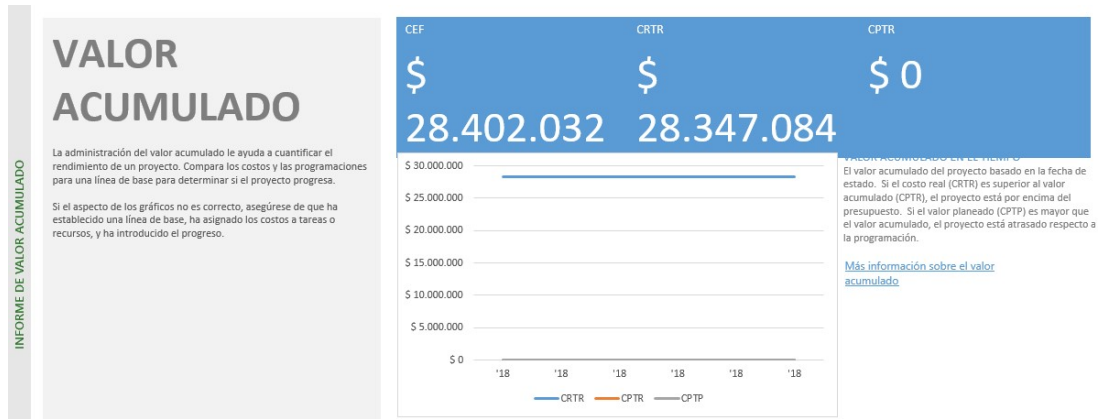 INFORME DE VALOR ACUMULADO
VALOR
ACUMULADO
La administración del valor acumulado le ayuda a cuantificar el
rendimiento de un proyecto. Compara los costos y las programaciones
para una línea de base para determinar si el proyecto progresa.
Si el aspecto de los gráficos no es correcto, asegúrese de que ha
establecido una línea de base, ha asignado los costos a tareas o
recursos, y ha introducido el progreso.
CEF
$
28.402.032
CRTR
$
28.347.084
CPTR
$ 0
$ 30.000.000
$ 25.000.000
$ 20.000.000
$ 15.000.000
$ 10.000.000
$ 5.000.000
$ 0
'18 '18 '18 '18 '18 '18
CRTR CPTR CPTP
VALOR ACUMULADO EN EL TIEMPO
El valor acumulado del proyecto basado en la fecha de
estado. Si el costo real (CRTR) es superior al valor
acumulado (CPTR), el proyecto está por encima del
presupuesto. Si el valor planeado (CPTP) es mayor que
el valor acumulado, el proyecto está atrasado respecto a
la programación.
Más información sobre el valor
acumulado